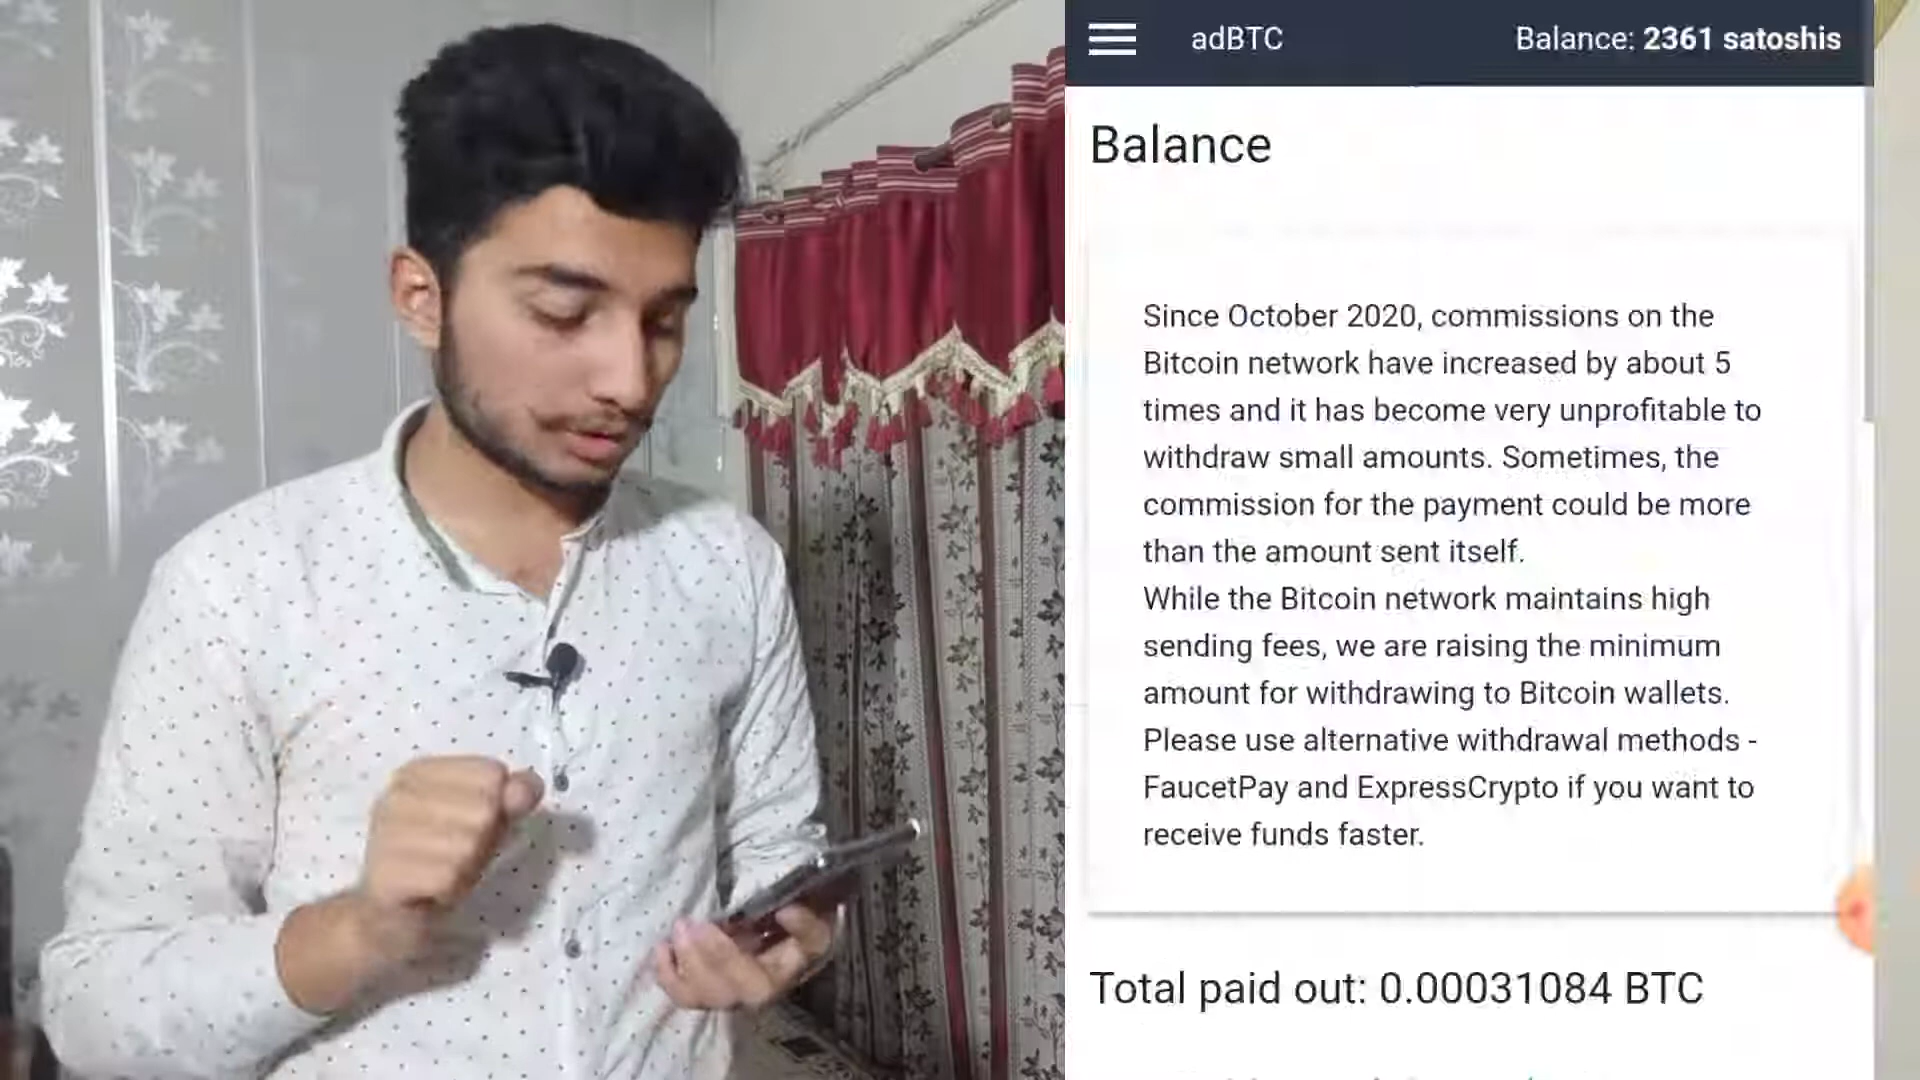 adBTC
Balance: 2361 satoshis
Balance
Since October 2020, commissions on the
Bitcoin network have increased by about 5
times and it has become very unprofitable to
withdraw small amounts. Sometimes, the
commission for the payment could be more
than the amount sent itself.
While the Bitcoin network maintains high
sending fees, we are raising the minimum
amount for withdrawing to Bitcoin wallets.
Please use alternative withdrawal methods -
FaucetPay and ExpressCrypto if you want to
receive funds faster.
Total paid out: 0.00031084 BTC